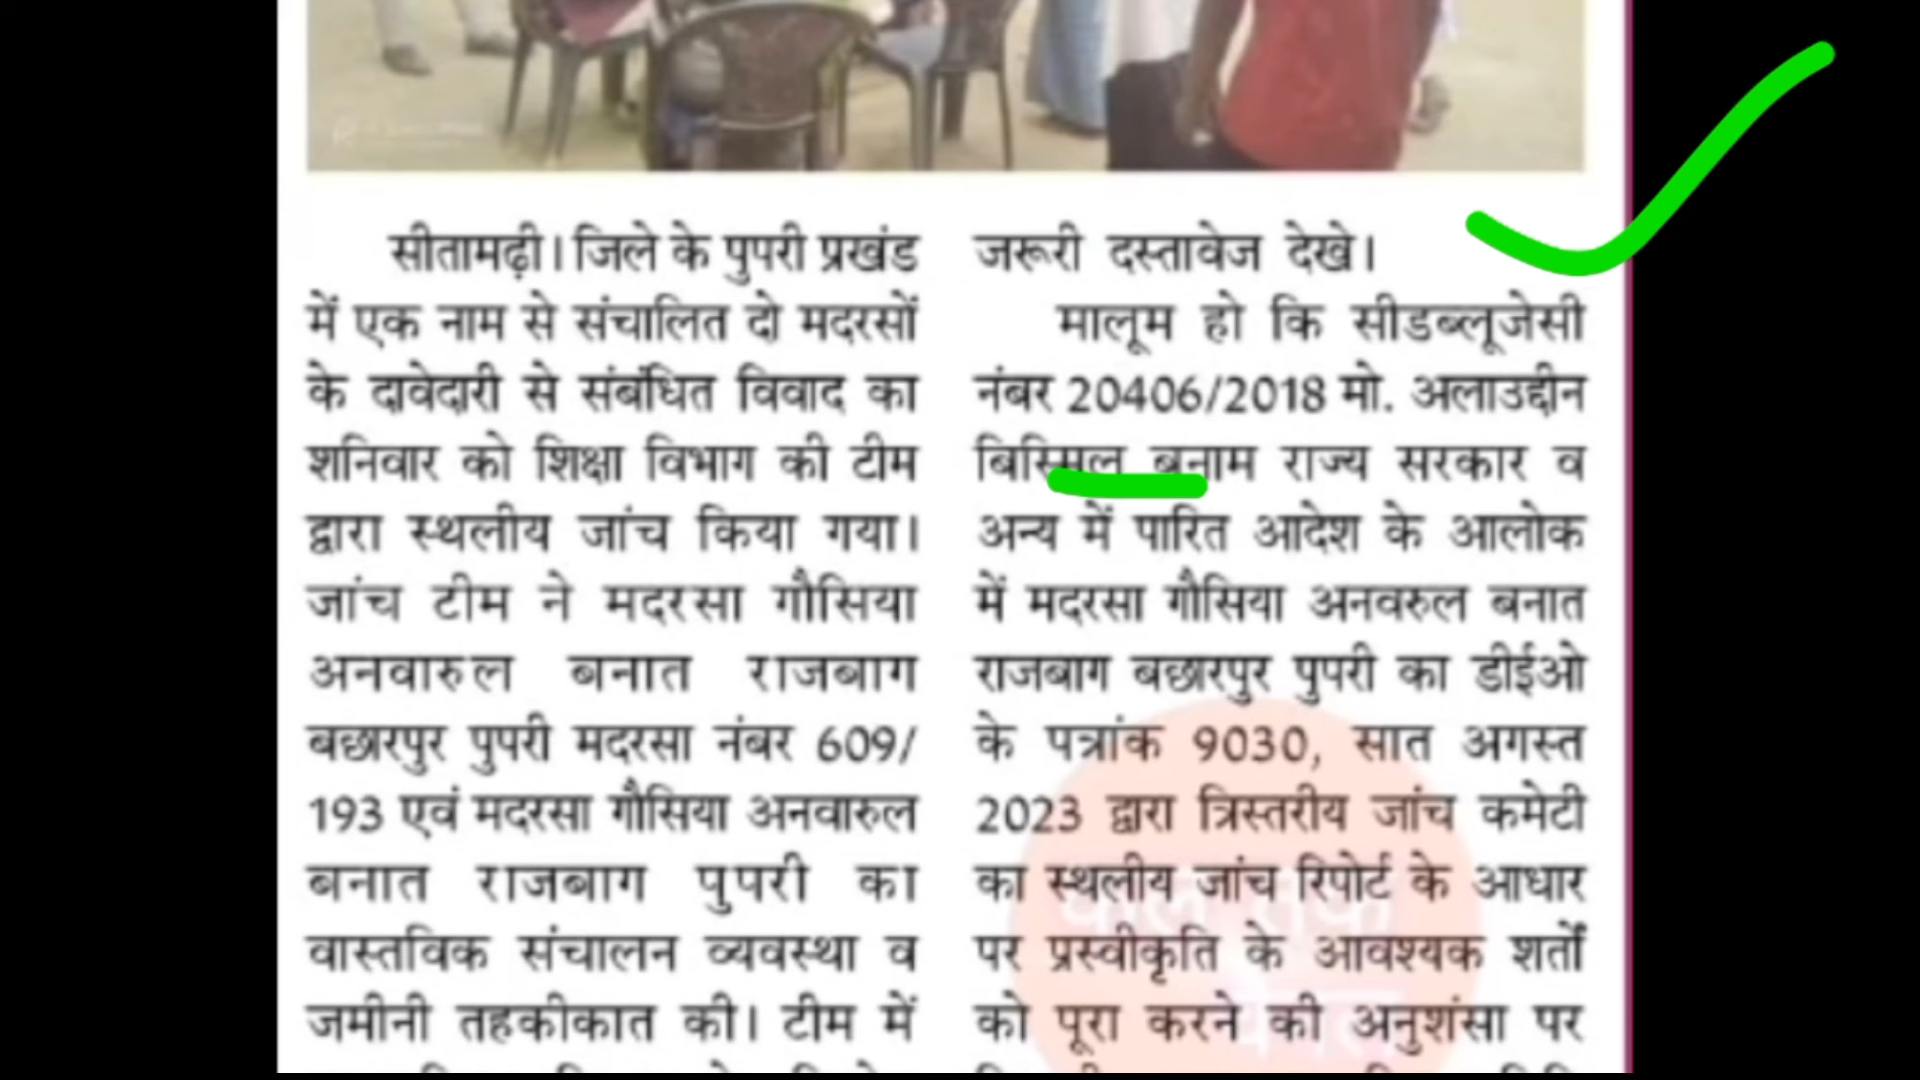 सीतामढ़ी। जिले के पुपरी प्रखंड
में एक नाम से संचालित दो मदरसों
के दावेदारी से संबंधित विवाद का
शनिवार को शिक्षा विभाग की टीम
द्वारा स्थलीय जांच किया गया।
जांच टीम ने मदरसा गौसिया
अनवारुल बनात राजबाग
बछारपुर पुपरी मदरसा नंबर 609/
193 एवं मदरसा गौसिया अनवारुल
बनात राजबाग पुपरी का
वास्तविक संचालन व्यवस्था व
जमीनी तहकीकात की। टीम में
जरूरी दस्तावेज देखे।
मालूम हो कि सीडब्लूजेसी
नंबर 20406/2018 मो. अलाउद्दीन
बिस्मिल बनाम राज्य सरकार व
अन्य में पारित आदेश के आलोक
में मदरसा गौसिया अनवरुल बनात
राजबाग बछारपुर पुपरी का डीईओ
के पत्रांक 9030, सात अगस्त
2023 द्वारा त्रिस्तरीय जांच कमेटी
का स्थलीय जांच रिपोर्ट के आधार
पर प्रस्वीकृति के आवश्यक शर्तों
को पूरा करने की अनुशंसा पर